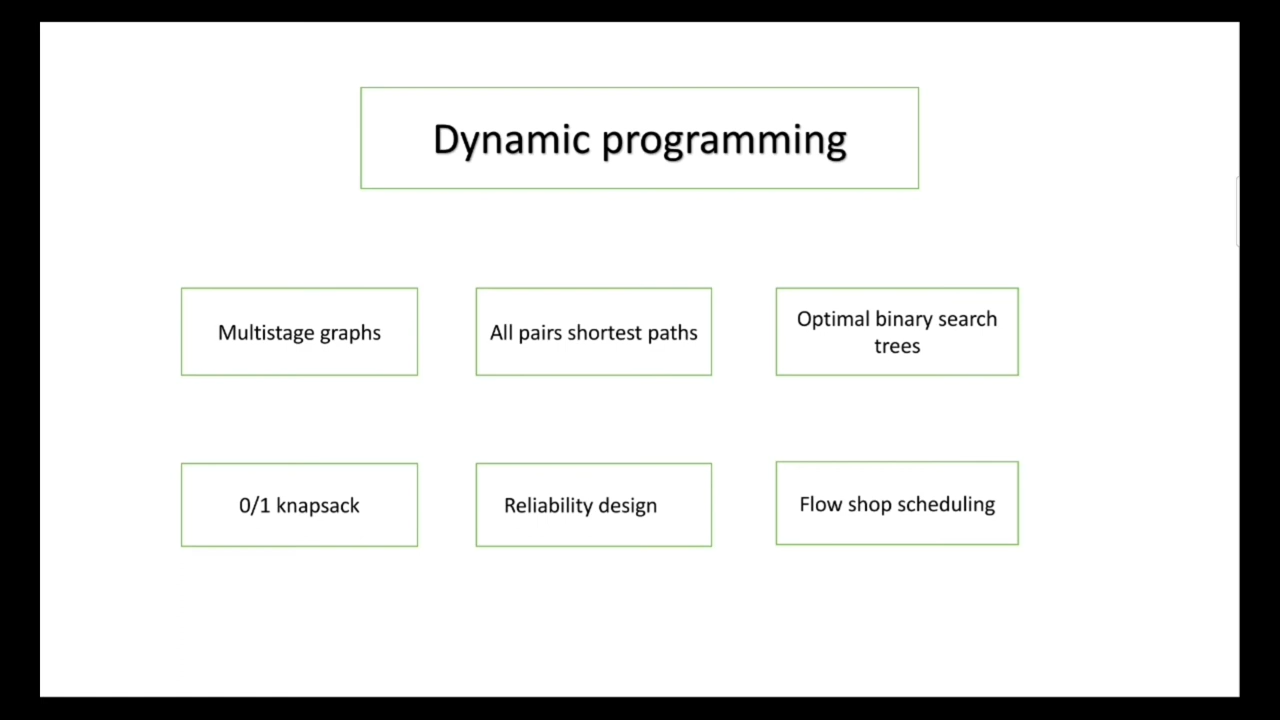 Dynamic programming
Multistage graphs
All pairs shortest paths
Optimal binary search
trees
0/1 knapsack
Reliability design
Flow shop scheduling